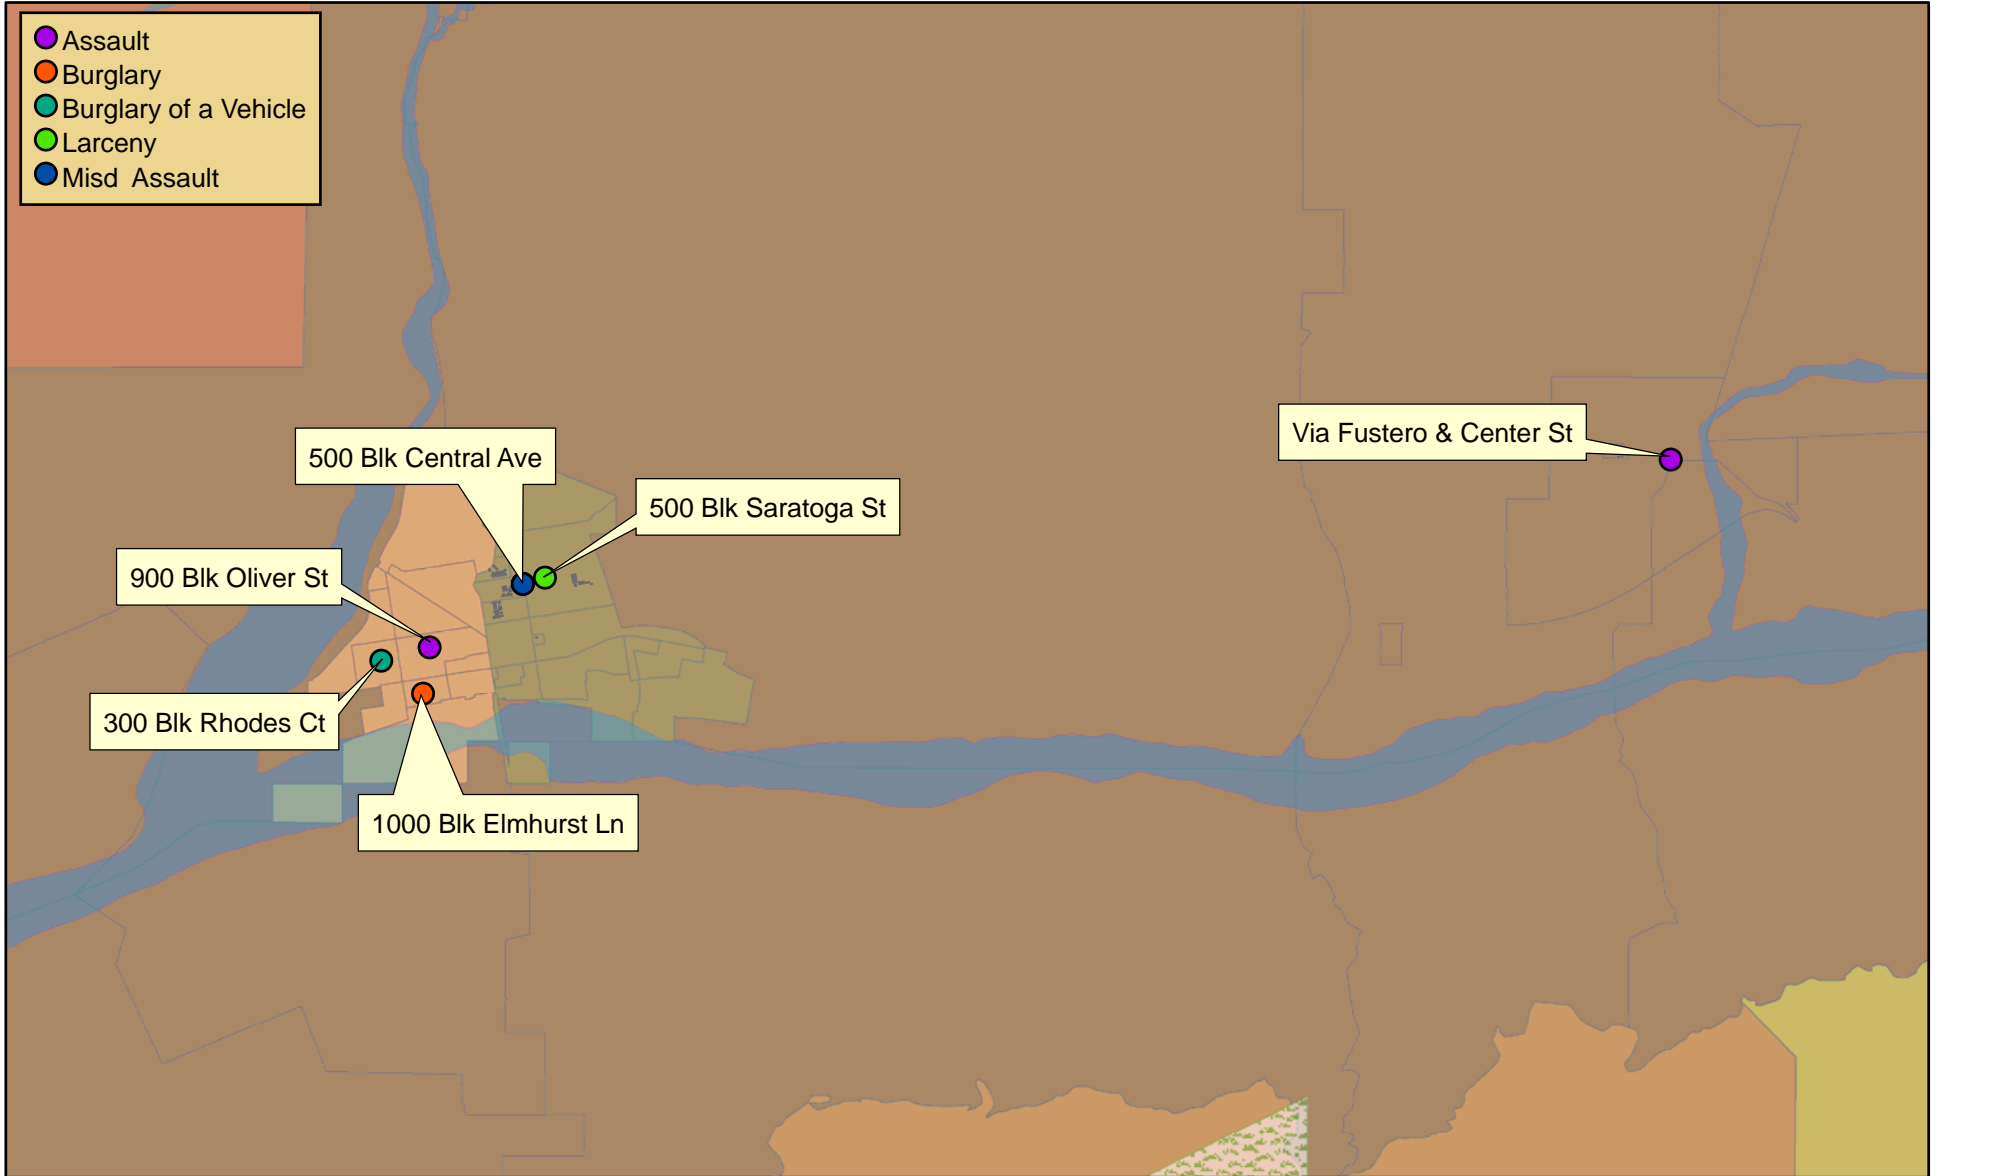 Assault
Burglary
Burglary of a Vehicle
Larceny
Misd  Assault
Via Fustero & Center St
500 Blk Central Ave
500 Blk Saratoga St
900 Blk Oliver St
300 Blk Rhodes Ct
1000 Blk Elmhurst Ln